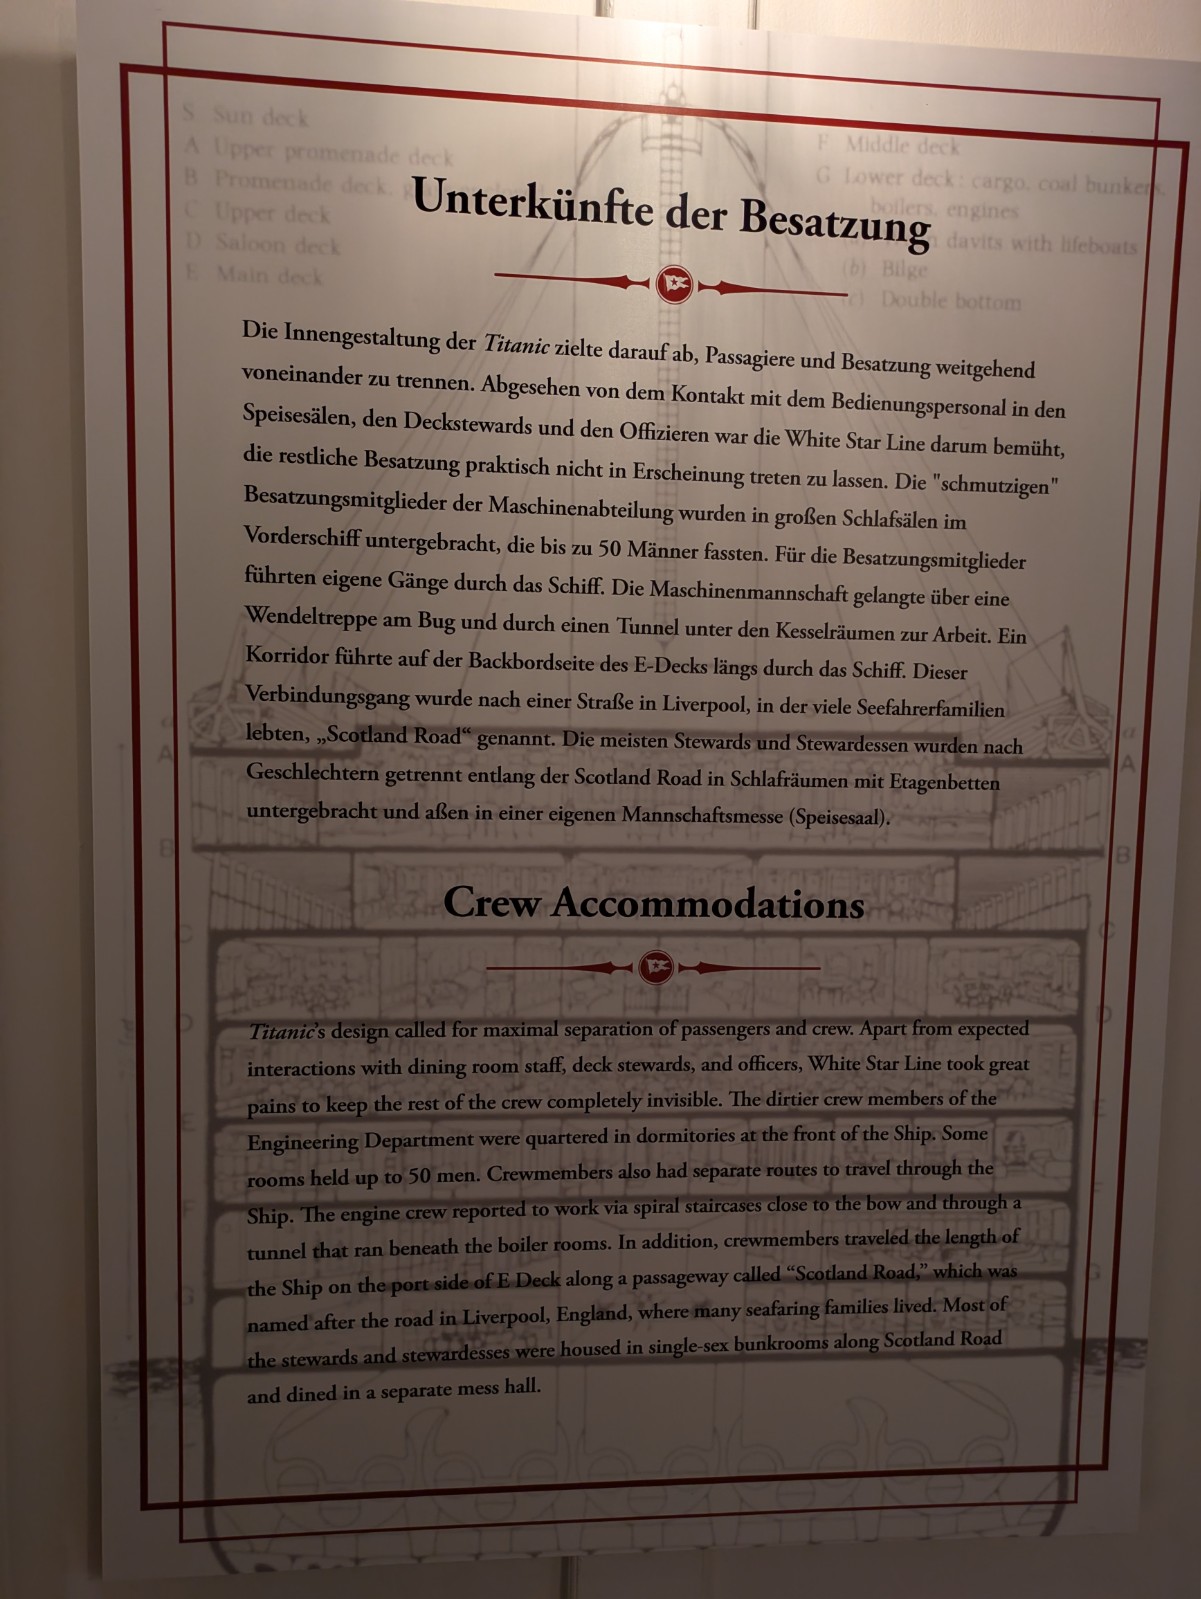 S Sun deck
A Upper promenade deck
B Promenade deck,
C Upper deck
D Saloon deck
E Main deck
F Middle deck
G Lower deck: cargo, coal bunkers,
boilers, engines
davits with lifeboats
(b) Bilge
(c) Double bottom
Unterkünfte der Besatzung
Die Innengestaltung der Titanic zielte darauf ab, Passagiere und Besatzung weitgehend
voneinander zu trennen. Abgesehen von dem Kontakt mit dem Bedienungspersonal in den
Speisesälen, den Deckstewards und den Offizieren war die White Star Line darum bemüht,
die restliche Besatzung praktisch nicht in Erscheinung treten zu lassen. Die "schmutzigen"
Besatzungsmitglieder der Maschinenabteilung wurden in großen Schlafsälen im
Vorderschiff untergebracht, die bis zu 50 Männer fassten. Für die Besatzungsmitglieder
führten eigene Gänge durch das Schiff. Die Maschinenmannschaft gelangte über eine
Wendeltreppe am Bug und durch einen Tunnel unter den Kesselräumen zur Arbeit. Ein
Korridor führte auf der Backbordseite des E-Decks längs durch das Schiff. Dieser
Verbindungsgang wurde nach einer Straße in Liverpool, in der viele Seefahrerfamilien
lebten, „Scotland Road“ genannt. Die meisten Stewards und Stewardessen wurden nach
Geschlechtern getrennt entlang der Scotland Road in Schlafräumen mit Etagenbetten
untergebracht und aßen in einer eigenen Mannschaftsmesse (Speisesaal).
a
a
A
A
B
B
Crew Accommodations
C
C
D
D
Titanic's design called for maximal separation of passengers and crew. Apart from expected
interactions with dining room staff, deck stewards, and officers, White Star Line took great
pains to keep the rest of the crew completely invisible. The dirtier crew members of the
Engineering Department were quartered in dormitories at the front of the Ship. Some
rooms held up to 50 men. Crewmembers also had separate routes to travel through the
Ship. The engine crew reported to work via spiral staircases close to the bow and through a
tunnel that ran beneath the boiler rooms. In addition, crewmembers traveled the length of
the Ship on the port side of E Deck along a passageway called “Scotland Road,” which was
named after the road in Liverpool, England, where many seafaring families lived. Most of
the stewards and stewardesses were housed in single-sex bunkrooms along Scotland Road
and dined in a separate mess hall.
E
E
F
F
G
G